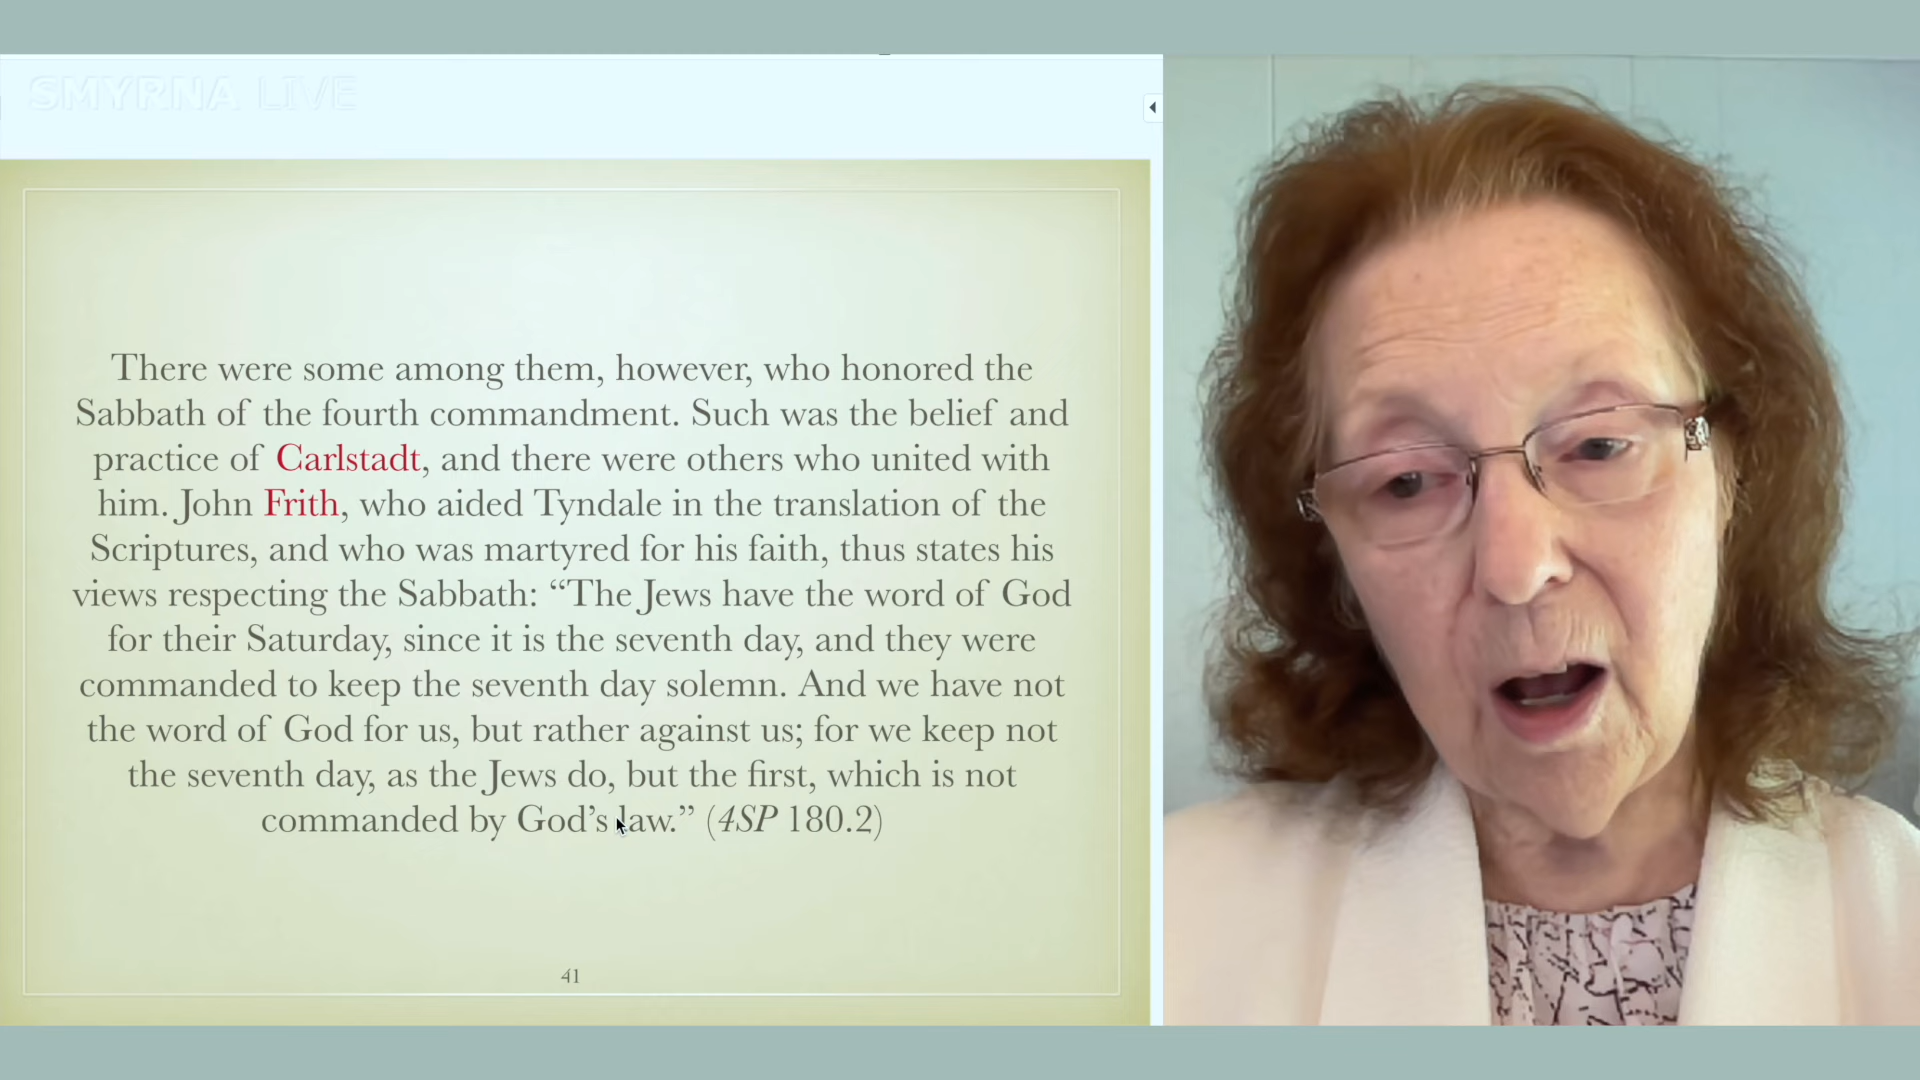 SMYRNA LIVE
There were some among them, however, who honored the
Sabbath of the fourth commandment. Such was the belief and
practice of Carlstadt, and there were others who united with
him. John Frith, who aided Tyndale in the translation of the
Scriptures, and who was martyred for his faith, thus states his
views respecting the Sabbath: “The Jews have the word of God
for their Saturday, since it is the seventh day, and they were
commanded to keep the seventh day solemn. And we have not
the word of God for us, but rather against us; for we keep not
the seventh day, as the Jews do, but the first, which is not
commanded by God’s law.” (4SP 180.2)
41